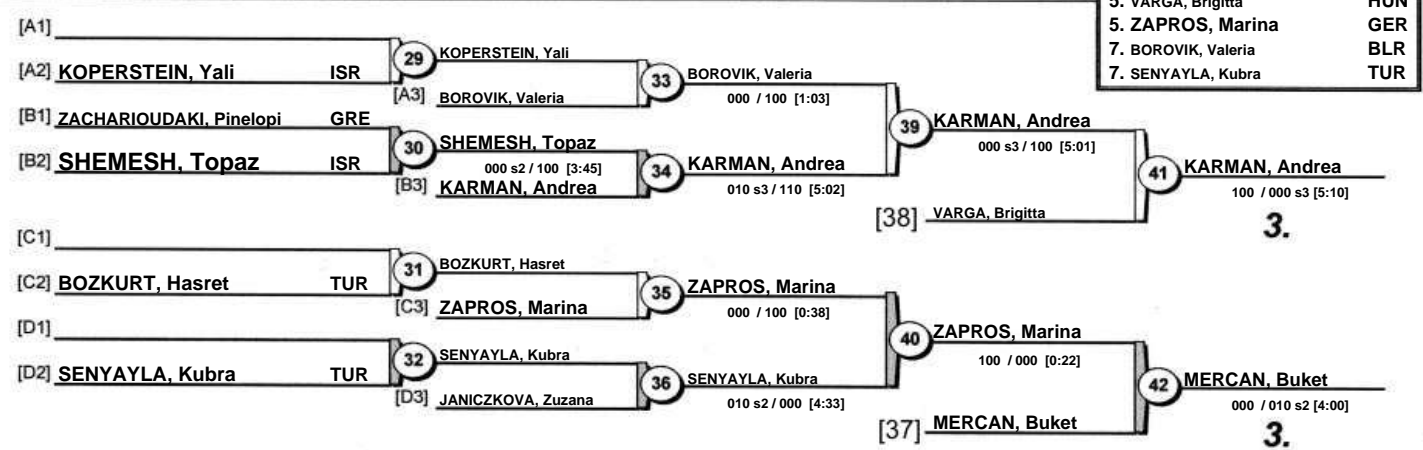 5. VARGA, Brigitta HUN
5. ZAPROS, Marina GER
7. BOROVIK, Valeria BLR
7. SENYAYLA, Kubra TUR
[A1]
[A2] KOPERSTEIN, Yali ISR
29
KOPERSTEIN, Yali
[A3] BOROVIK, Valeria
33
BOROVIK, Valeria
000 / 100 [1:03]
[B1] ZACHARIOUDAKI, Pinelopi GRE
[B2] SHEMESH, Topaz ISR
30
SHEMESH, Topaz
000 s2 / 100 [3:45]
[B3] KARMAN, Andrea
34
KARMAN, Andrea
010 s3 / 110 [5:02]
39
KARMAN, Andrea
000 s3 / 100 [5:01]
[38] VARGA, Brigitta
41
KARMAN, Andrea
100 / 000 s3 [5:10]
3.
[C1]
[C2] BOZKURT, Hasret TUR
31
BOZKURT, Hasret
[C3] ZAPROS, Marina
35
ZAPROS, Marina
000 / 100 [0:38]
[D1]
[D2] SENYAYLA, Kubra TUR
32
SENYAYLA, Kubra
[D3] JANICZKOVA, Zuzana
36
SENYAYLA, Kubra
010 s2 / 000 [4:33]
40
ZAPROS, Marina
100 / 000 [0:22]
[37] MERCAN, Buket
42
MERCAN, Buket
000 / 010 s2 [4:00]
3.